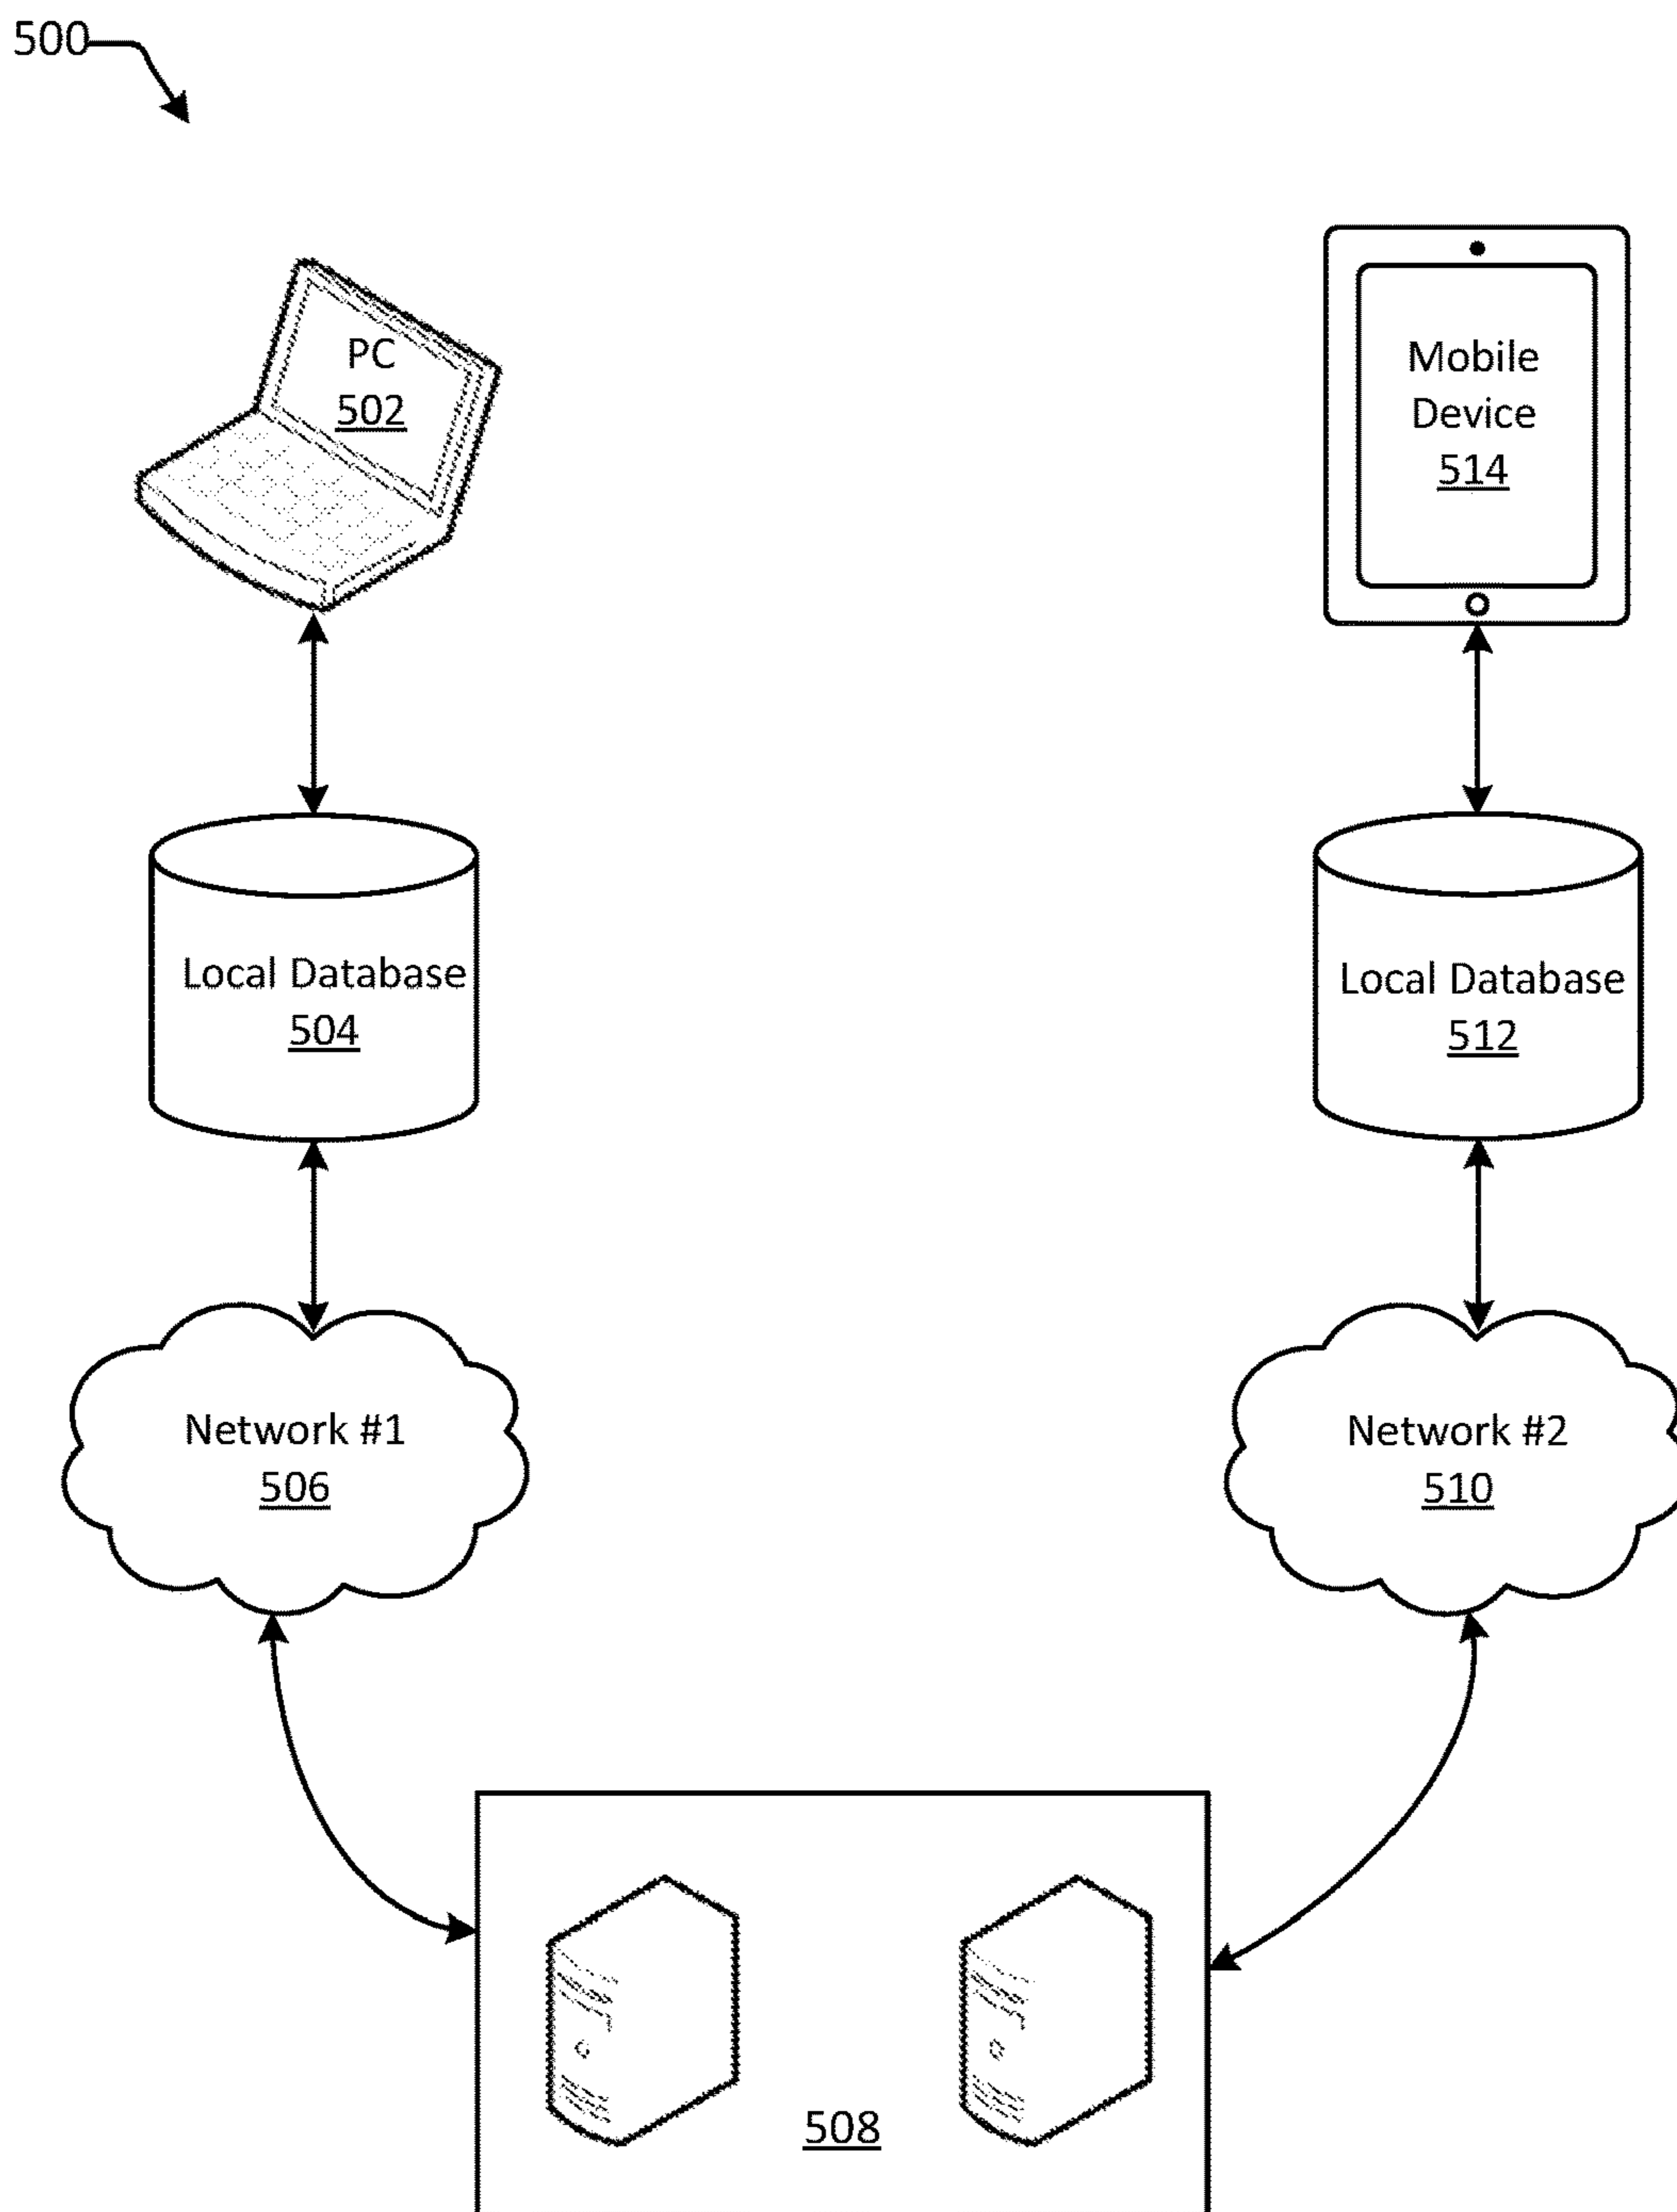 500
PC
502
Mobile
Device
514
Local Database
504
Local Database
512
Network #1
506
Network #2
510
508